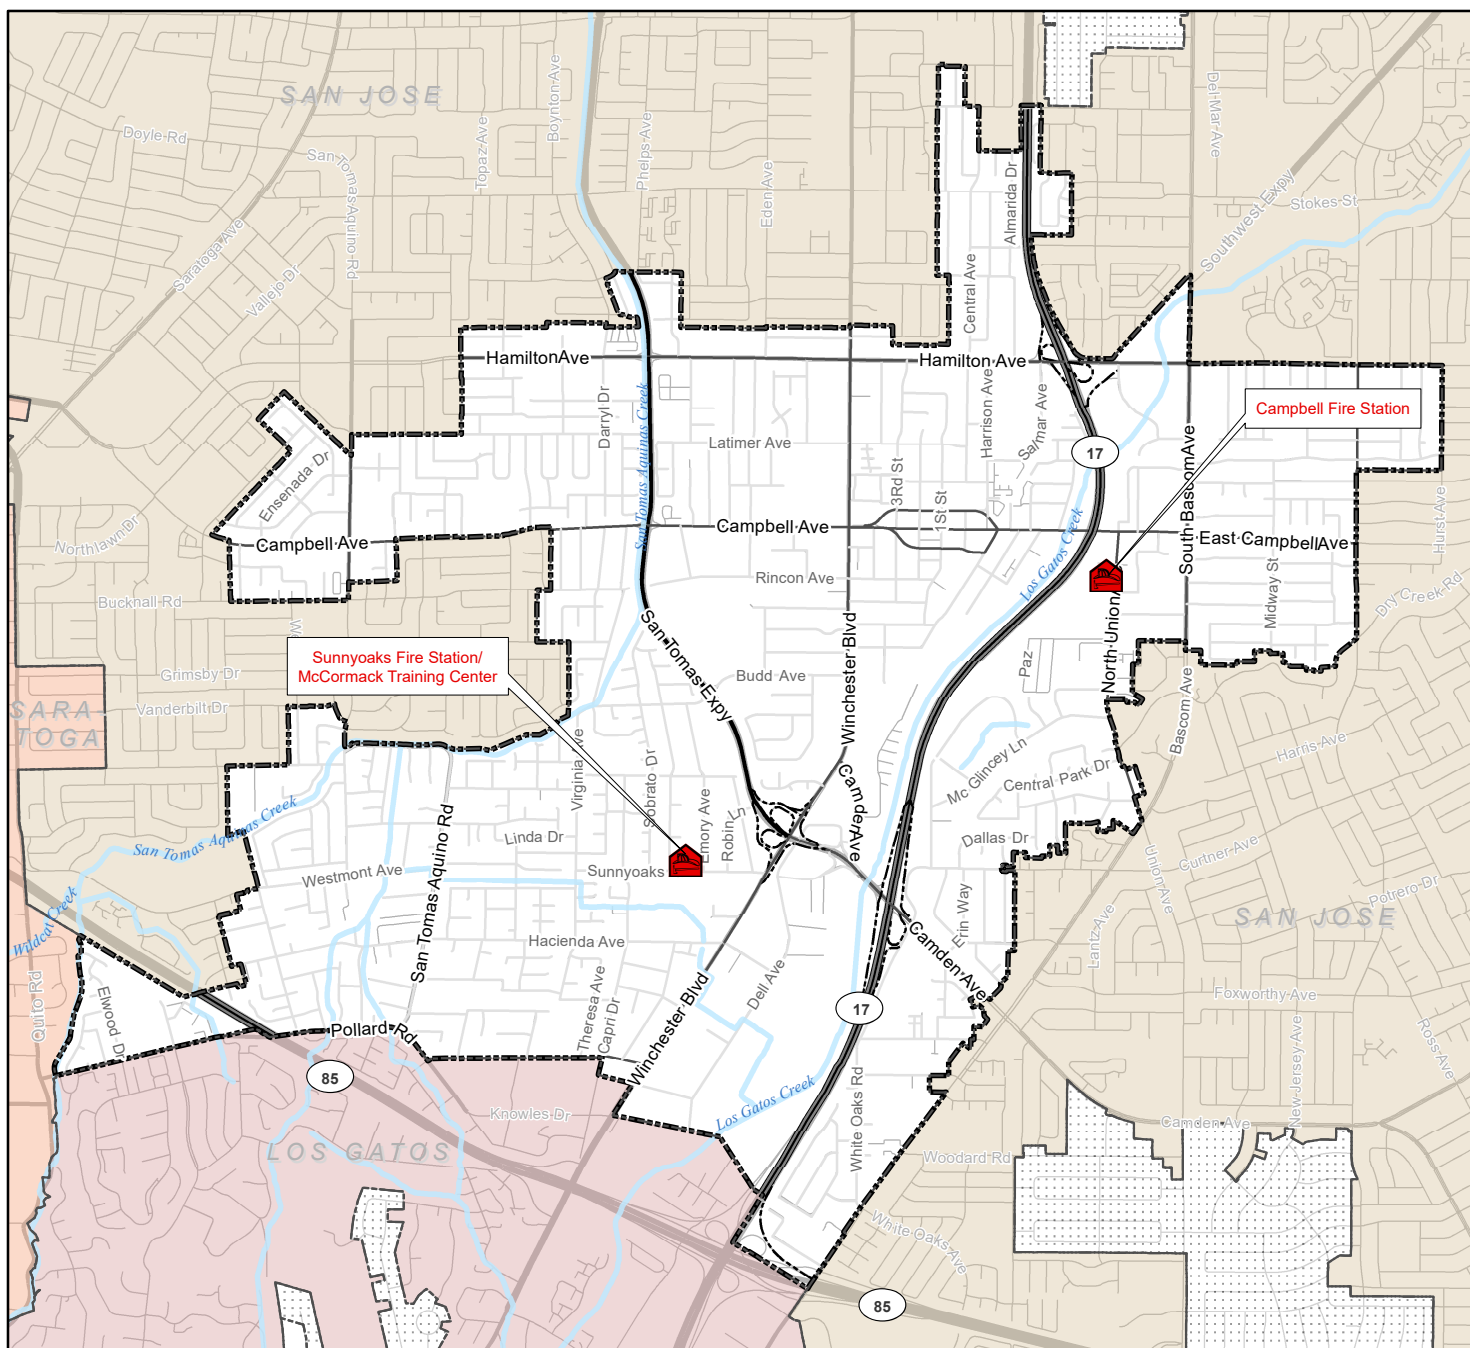 SAN JOSE
Doyle Rd
San Tomas Aquino Rd
Topaz Ave
Boynton Ave
Phelps Ave
Eden Ave
Almarida Dr
Del Mar Ave
Southwest Expy
Stokes St
Saratoga Ave
Vallejo Dr
Central Ave
HamiltonAve
Hamilton Ave
Darryl Dr
San Tomas Aquinas Creek
Latimer Ave
Harrison Ave
Salmar Ave
17
Campbell Fire Station
South BascomAve
Ensenada Dr
3Rd St
1St St
Hurst Ave
Northlawn Dr
Campbell Ave
Campbell Ave
East CampbellAve
Los Gatos Creek
Rincon Ave
Midway St
Dry Creek Rd
Bucknall Rd
Sunnyoaks Fire Station/
McCormack Training Center
San Tomas Expy
Winchester Blvd
North Union
Paz
Grimsby Dr
Budd Ave
Vanderbilt Dr
SARA-
TOGA
Bascom Ave
Harris Ave
Virginia Ave
Sobrato Dr
Emory Ave
Robin Ln
Camden Ave
Mc Glincey Ln
Central Park Dr
San Tomas Aquinas Creek
Linda Dr
Dallas Dr
Curtner Ave
Union Ave
Westmont Ave
San Tomas Aquino Rd
Sunnyoaks
Potrero Dr
Wildcat Creek
SAN JOSE
Hacienda Ave
Erin Way
Camden Ave
Lantz Ave
Quito Rd
Elwood Dr
Theresa Ave
Capri Dr
Winchester Blvd
Dell Ave
17
Foxworthy Ave
Pollard Rd
New Jersey Ave
Ross Ave
85
Knowles Dr
Los Gatos Creek
White Oaks Rd
Camden Ave
LOS GATOS
Woodard Rd
White Oaks Ave
85